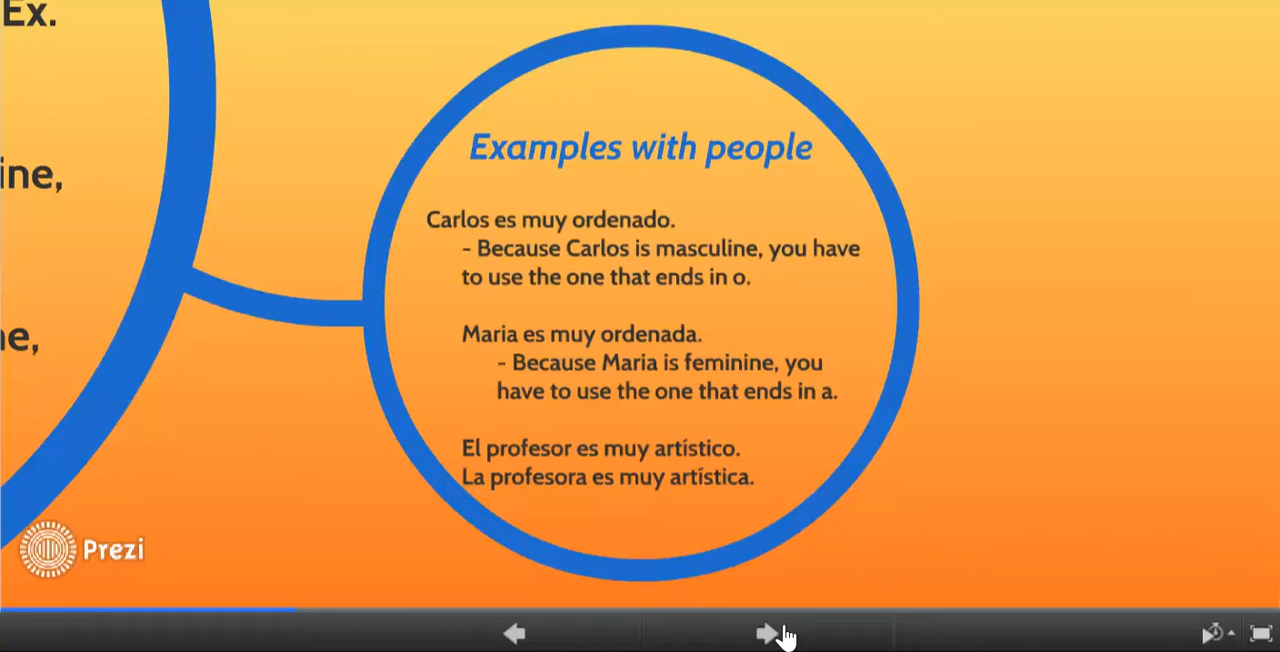 Ex.
ine,
e,
Examples with people
Carlos es muy ordenado.
- Because Carlos is masculine, you have
to use the one that ends in o.
Maria es muy ordenada.
- Because Maria is feminine, you
have to use the one that ends in a.
El profesor es muy artístico.
La profesora es muy artística.
Prezi